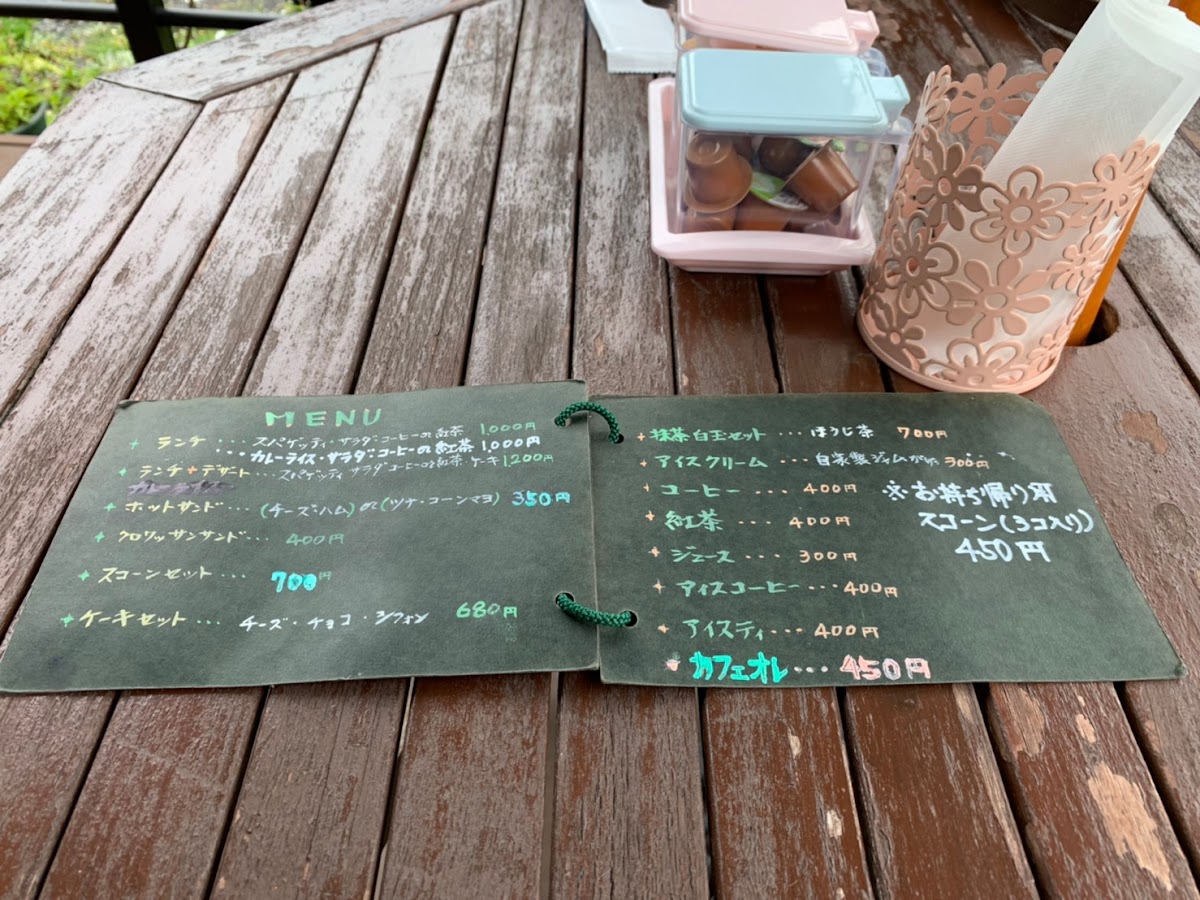 MENU
+ ランチ ... スパゲッティ・サラダ・コーヒーor紅茶 1,000円
... カレーライス・サラダ・コーヒーor紅茶 1,000円
+ ランチ+デザート ... スパゲッティ サラダ コーヒーor紅茶 ケーキ 1,200円
+ ホットサンド ... (チーズ・ハム) or (ツナ・コーンマヨ) 350円
+ クロワッサンサンド ... 400円
+ スコーンセット ... 700円
+ ケーキセット ... チーズ・チョコ・シフォン 680円
+ 抹茶白玉セット ... ほうじ茶 700円
+ アイスクリーム ... 自家製ジャム 300円
+ コーヒー ... 400円
+ 紅茶 ... 400円
+ ジュース ... 300円
+ アイスコーヒー ... 400円
+ アイスティ ... 400円
カフェオレ ... 450円
※お持ち帰り用
スコーン(3コ入り)
450円